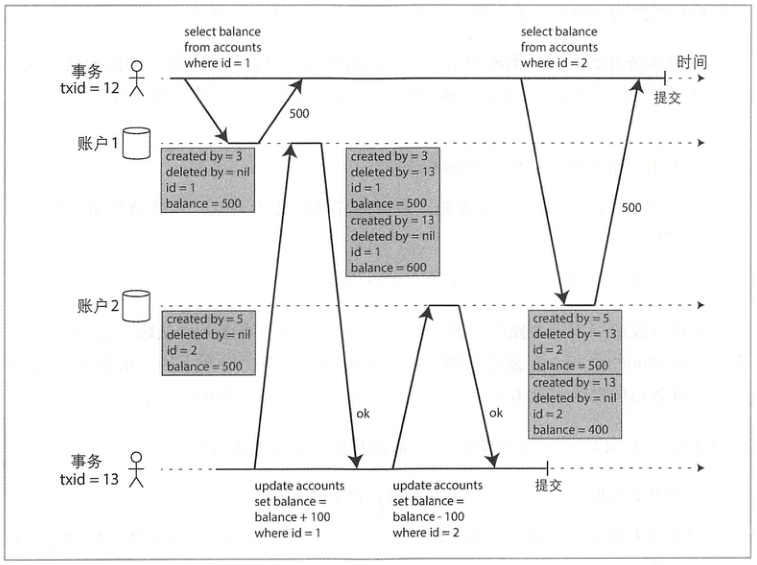 select balance
from accounts
where id = 1
select balance
from accounts
where id = 2
时间
事务
txid = 12
提交
500
账户1
created by = 3
deleted by = nil
id = 1
balance = 500
created by = 3
deleted by = 13
id = 1
balance = 500
created by = 13
deleted by = nil
id = 1
balance = 600
500
账户2
created by = 5
deleted by = nil
id = 2
balance = 500
created by = 5
deleted by = 13
id = 2
balance = 500
created by = 13
deleted by = nil
id = 2
balance = 400
ok
ok
事务
txid = 13
提交
update accounts
set balance =
balance + 100
where id = 1
update accounts
set balance =
balance - 100
where id = 2